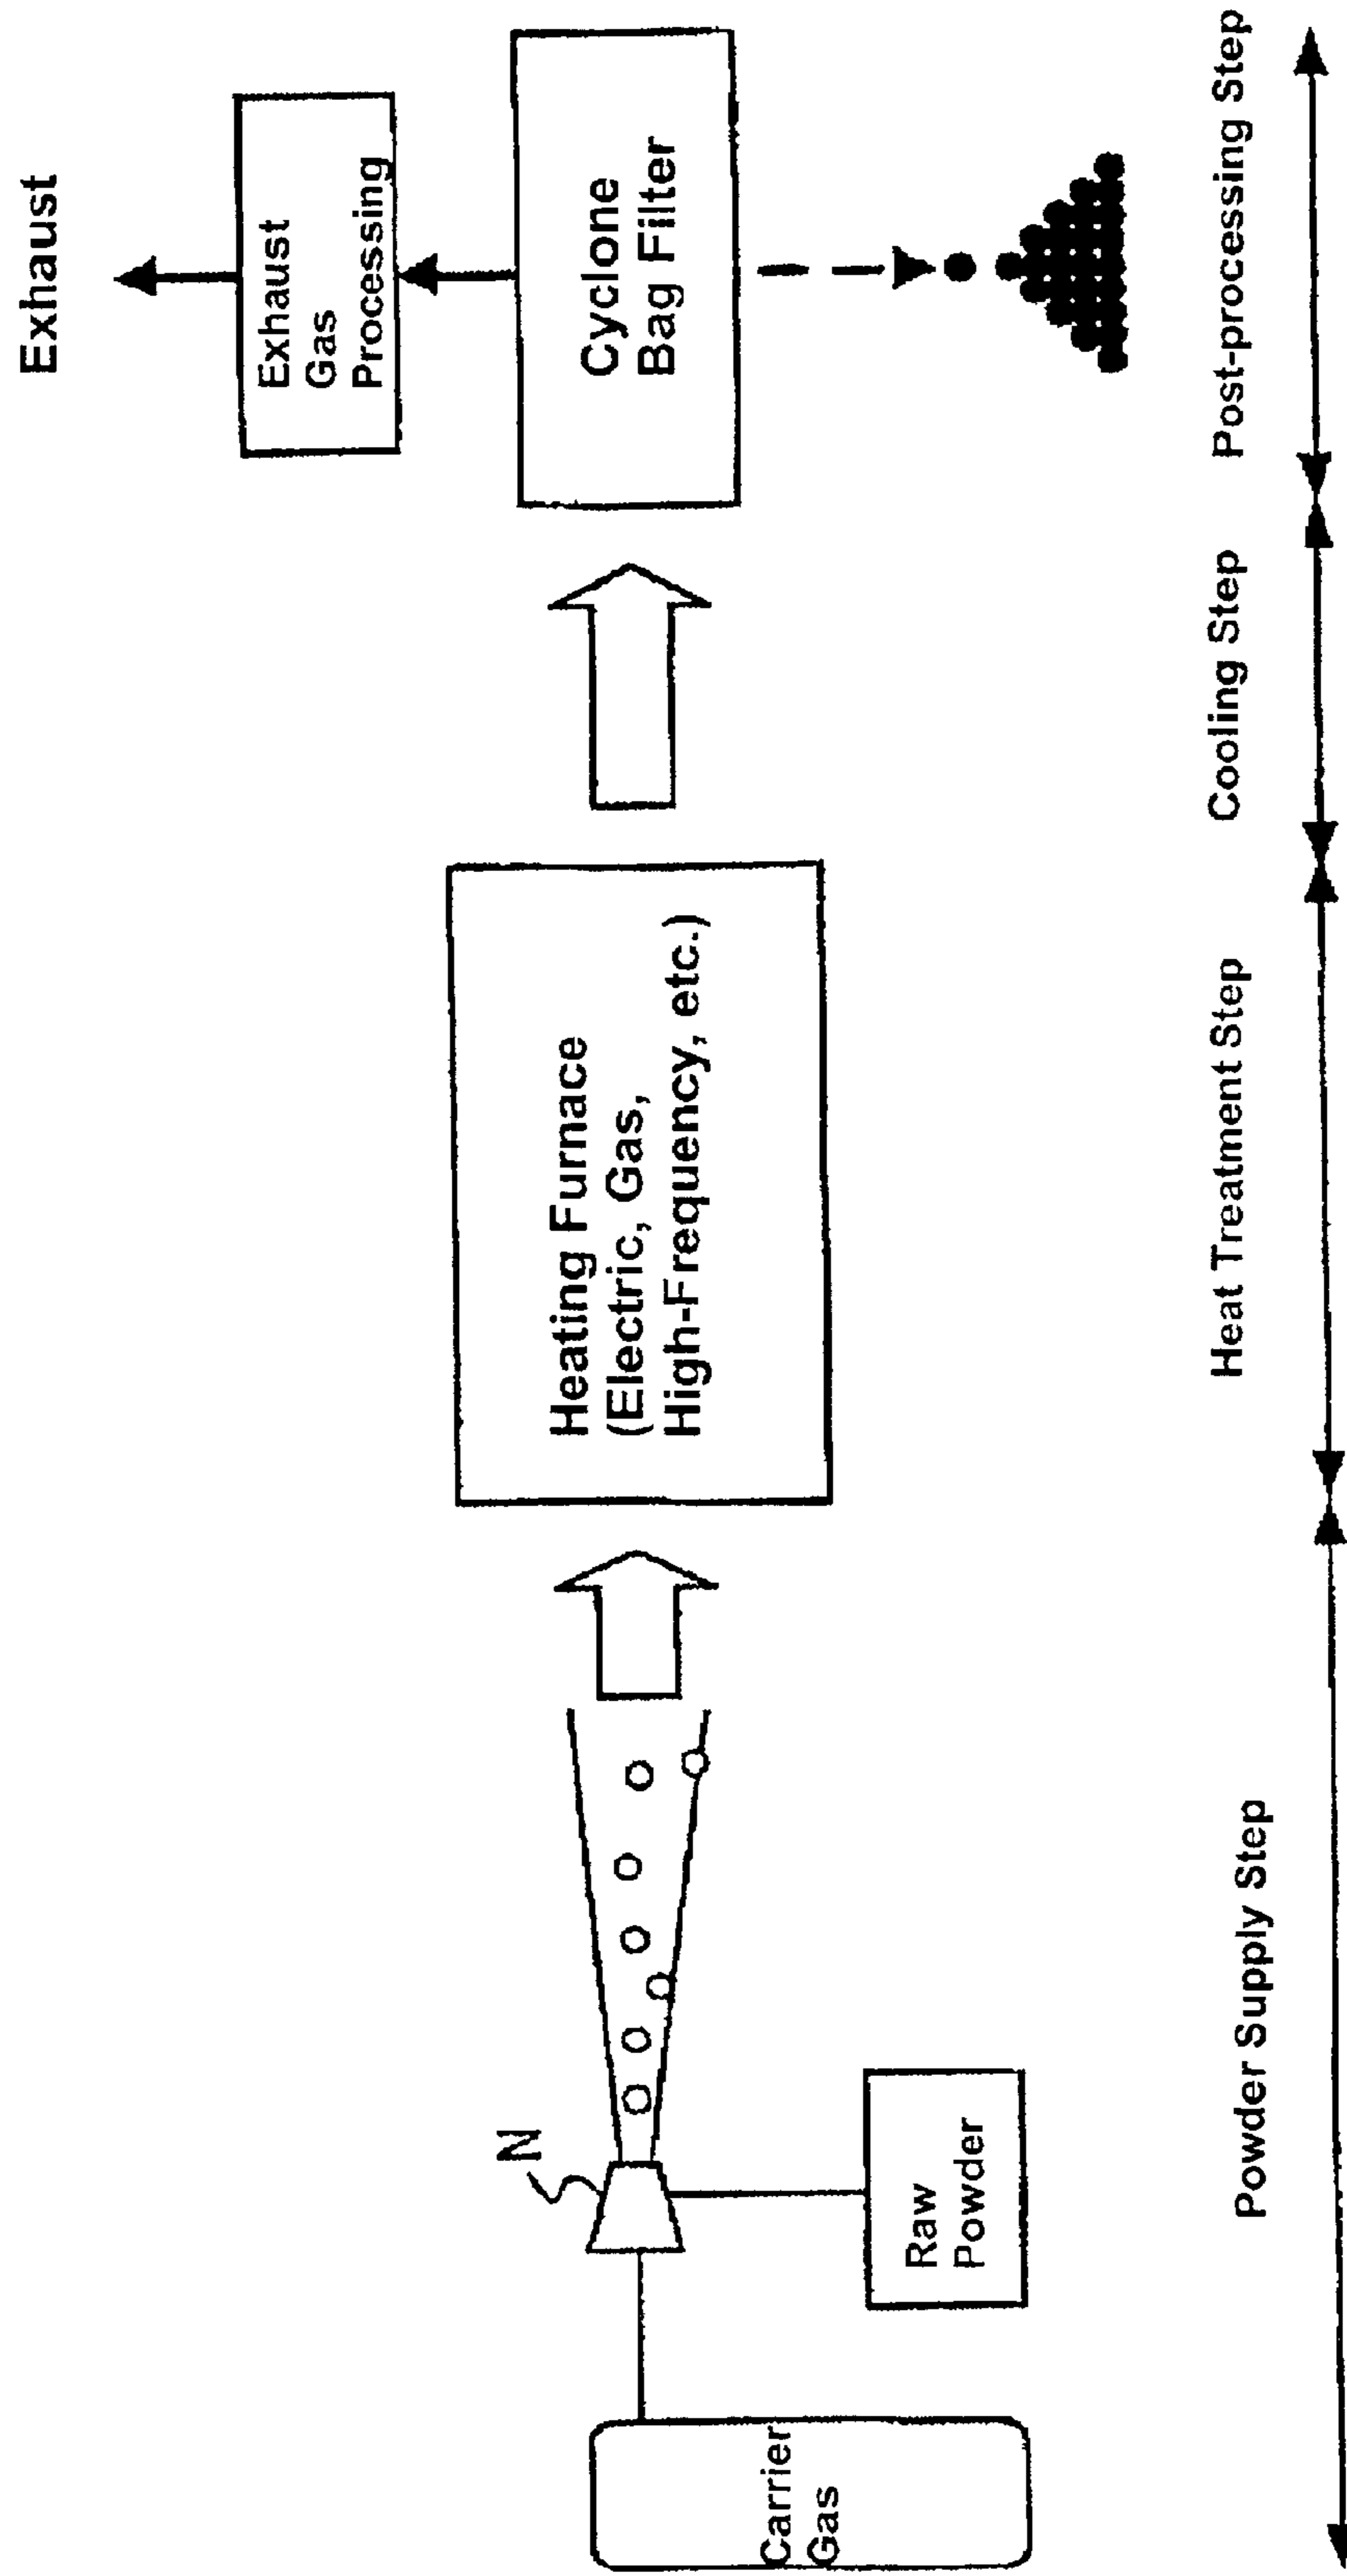 Exhaust
Exhaust
Gas
Processing
Cyclone
Bag Filter
Heating Furnace
(Electric, Gas,
High-Frequency, etc.)
N
Raw
Powder
Carrier
Gas
Powder Supply Step
Heat Treatment Step
Cooling Step
Post-processing Step